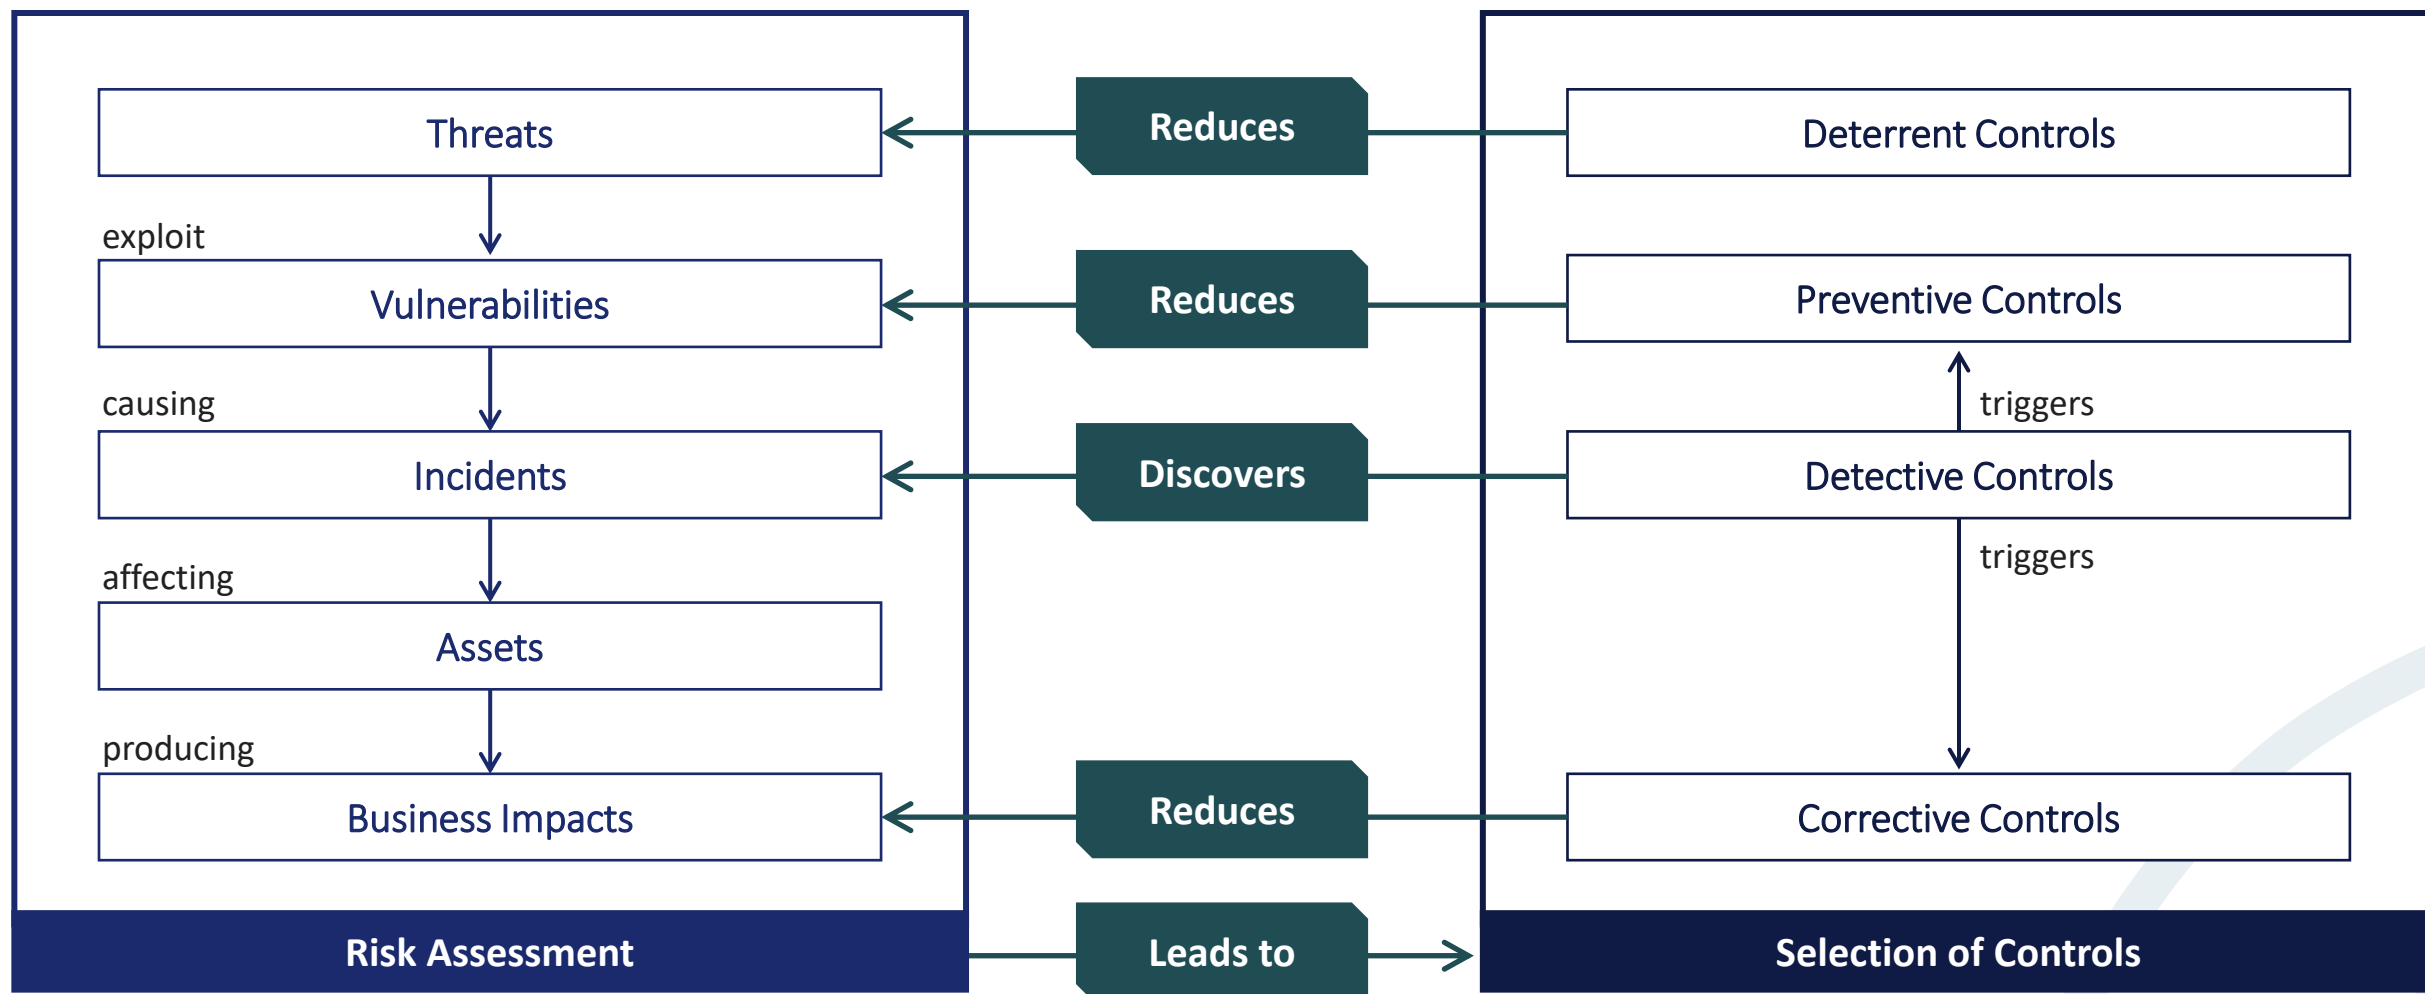 Threats
Reduces
Deterrent Controls
exploit
Vulnerabilities
Reduces
Preventive Controls
causing
triggers
Incidents
Discovers
Detective Controls
affecting
triggers
Assets
producing
Business Impacts
Reduces
Corrective Controls
Risk Assessment
Leads to
Selection of Controls